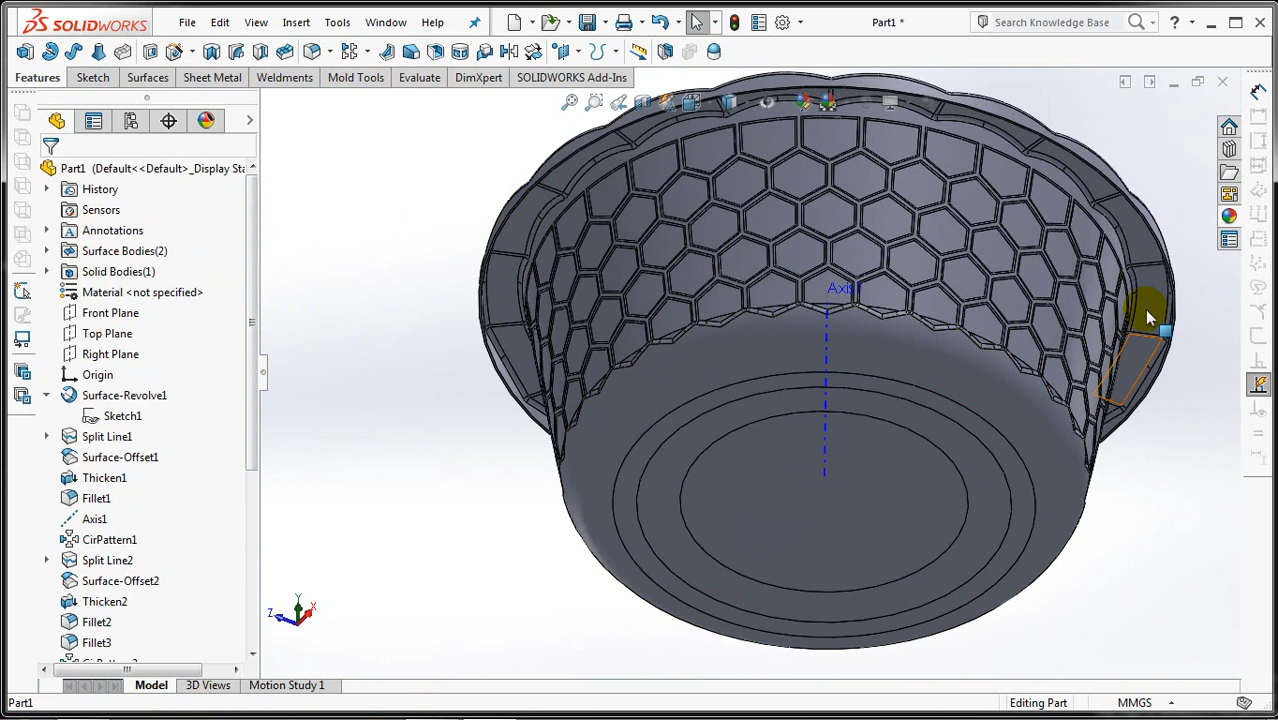 SOLIDWORKS File Edit View Insert Tools Window Help Part1 * Search Knowledge Base ?
Features Sketch Surfaces Sheet Metal Weldments Mold Tools Evaluate DimXpert SOLIDWORKS Add-Ins
Part1 (Default<<Default>_Display Sta
History
Sensors
Annotations
Surface Bodies(2)
Solid Bodies(1)
Material <not specified>
Front Plane
Top Plane
Right Plane
Origin
Surface-Revolve1
Sketch1
Split Line1
Surface-Offset1
Thicken1
Fillet1
Axis1
CirPattern1
Split Line2
Surface-Offset2
Thicken2
Fillet2
Fillet3
Axis1
Y
Z
X
Model 3D Views Motion Study 1
Part1 Editing Part MMGS